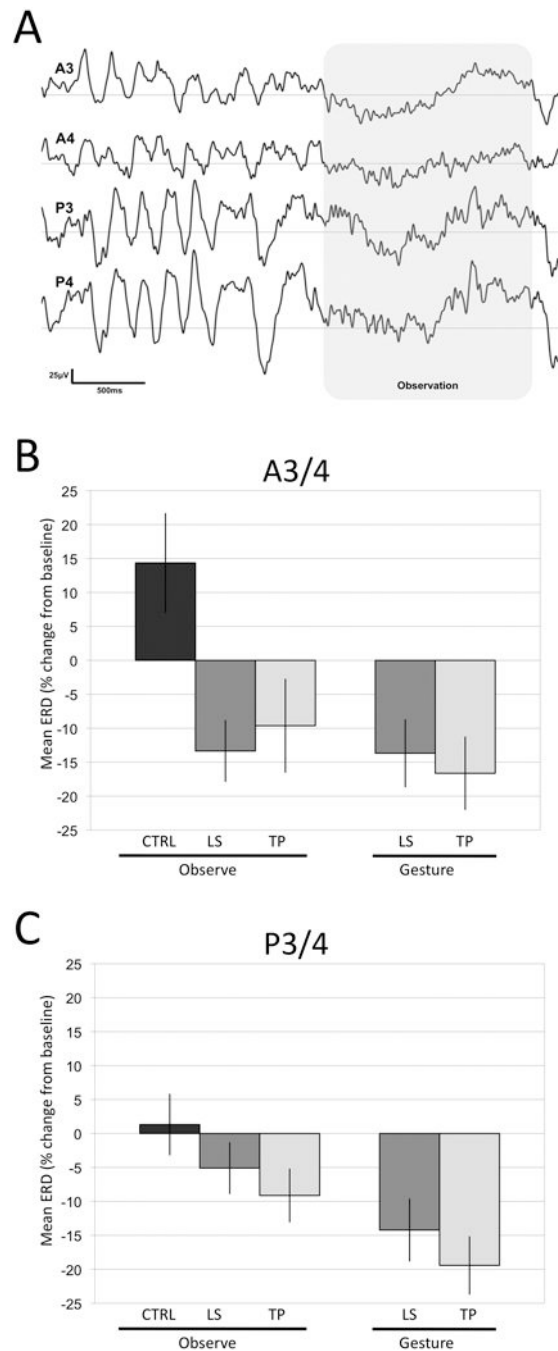 A
A3
A4
P3
P4
25µV
500ms
Observation
B
A3/4
Mean ERD (% change from baseline)
25
20
15
10
5
0
-5
-10
-15
-20
-25
CTRL LS TP LS TP
Observe Gesture
C
P3/4
Mean ERD (% change from baseline)
25
20
15
10
5
0
-5
-10
-15
-20
-25
CTRL LS TP LS TP
Observe Gesture